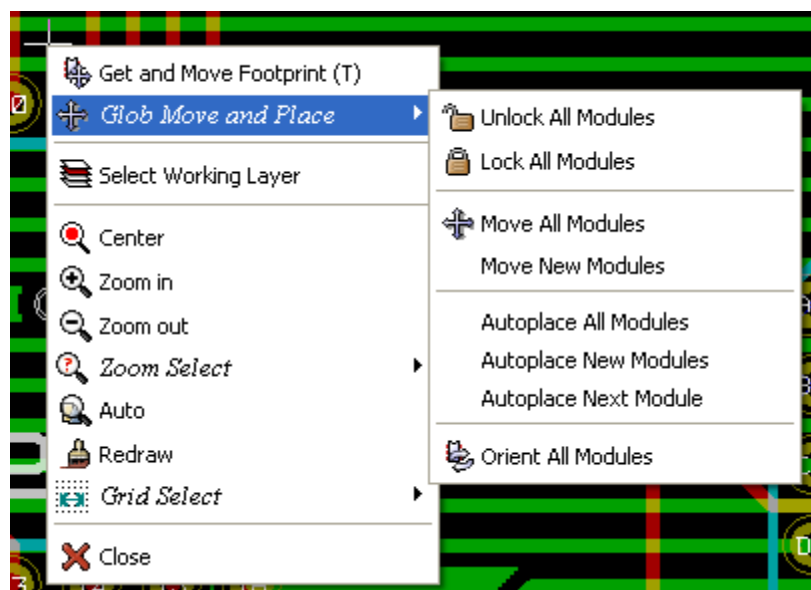 Get and Move Footprint (T)
Glob Move and Place
Select Working Layer
Center
Zoom in
Zoom out
Zoom Select
Auto
Redraw
Grid Select
Close
Unlock All Modules
Lock All Modules
Move All Modules
Move New Modules
Autoplace All Modules
Autoplace New Modules
Autoplace Next Module
Orient All Modules